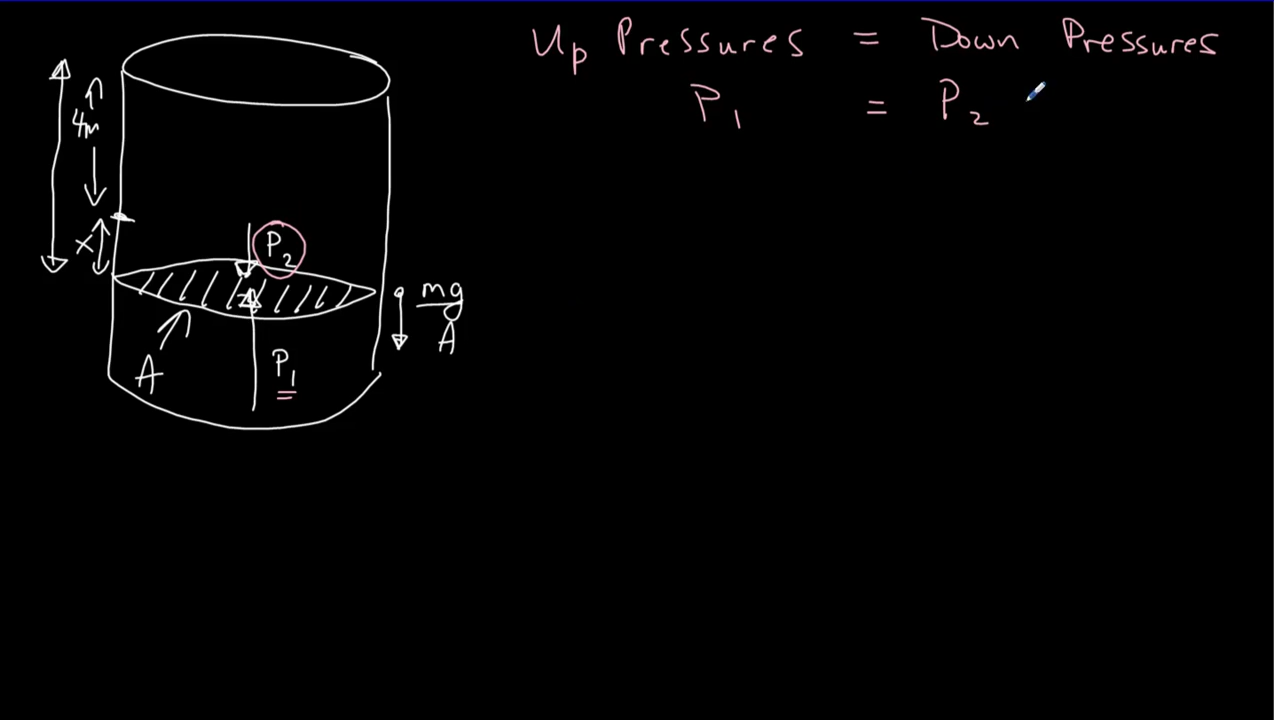 Up Pressures = Down Pressures
P₁ = P₂
4m
x
P₂
mg
A
P₁
A